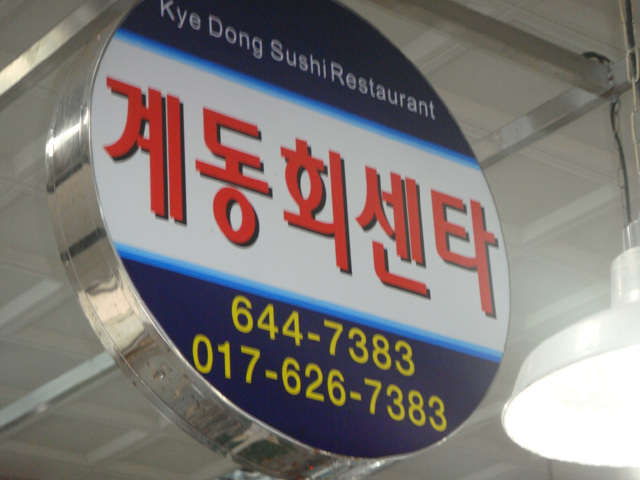 Kye Dong Sushi Restaurant
계동회센타
644-7383
017-626-7383